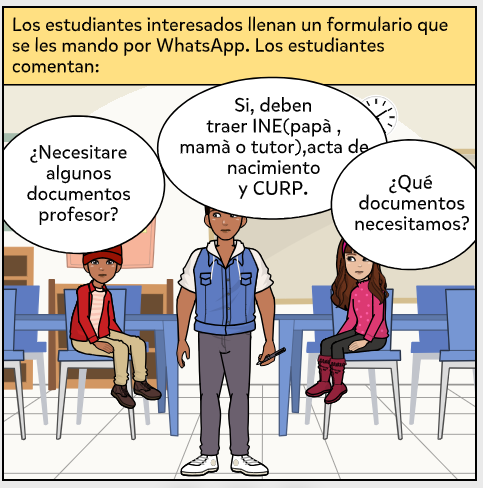 Los estudiantes interesados llenan un formulario que
se les mando por WhatsApp. Los estudiantes
comentan:
¿Necesitare
algunos
documentos
profesor?
Si, deben
traer INE(papà ,
mamà o tutor),acta de
nacimiento
y CURP.
¿Qué
documentos
necesitamos?